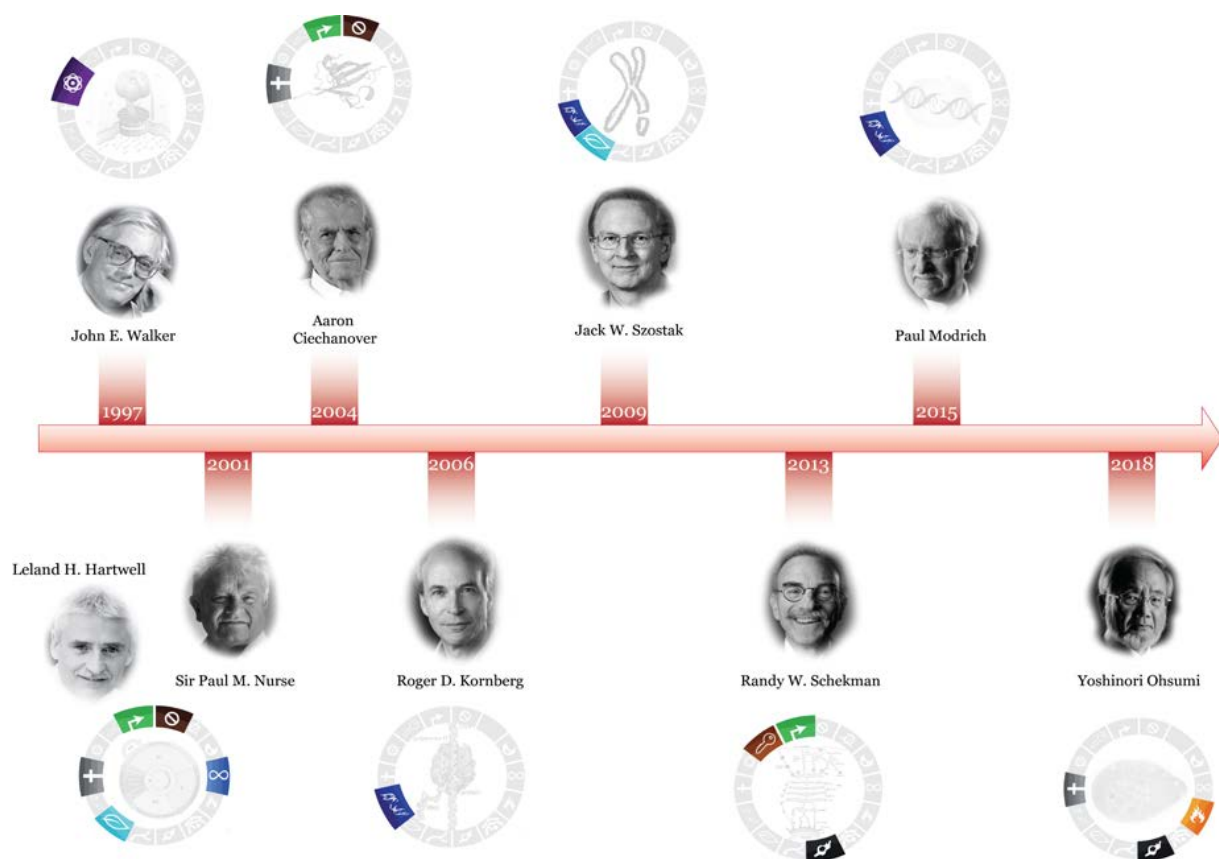 John E. Walker
Aaron
Ciechanover
Jack W. Szostak
Paul Modrich
1997
2004
2009
2015
2001
2006
2013
2018
Leland H. Hartwell
Sir Paul M. Nurse
Roger D. Kornberg
Randy W. Schekman
Yoshinori Ohsumi